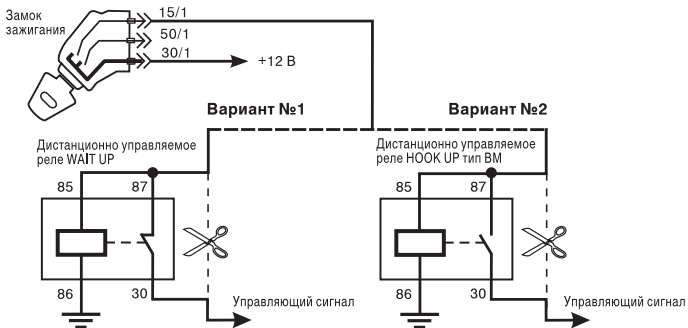 Замок
зажигания
15/1
50/1
30/1
+12 В
Вариант №1
Вариант №2
Дистанционно управляемое
реле WAIT UP
Дистанционно управляемое
реле HOOK UP тип ВМ
85
87
85
87
86
30
Управляющий сигнал
86
30
Управляющий сигнал